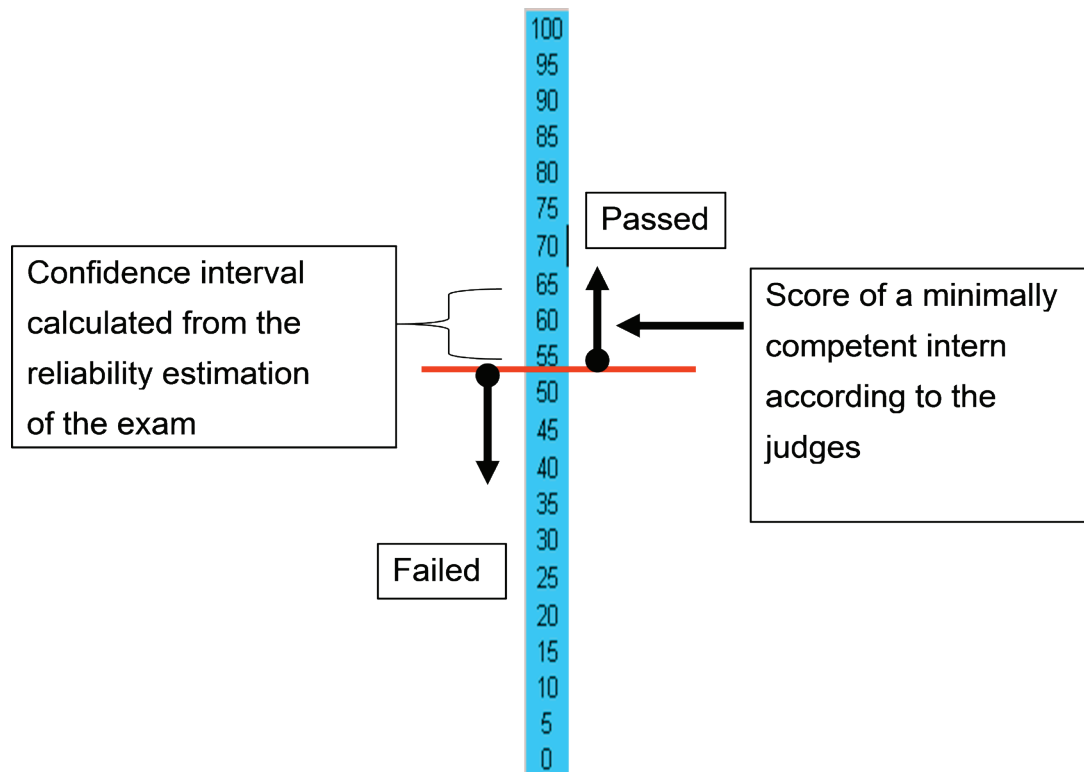 100
95
90
85
80
75
70
65
60
55
50
45
40
35
30
25
20
15
10
5
0
Passed
Confidence interval
calculated from the
reliability estimation
of the exam
Score of a minimally
competent intern
according to the
judges
Failed